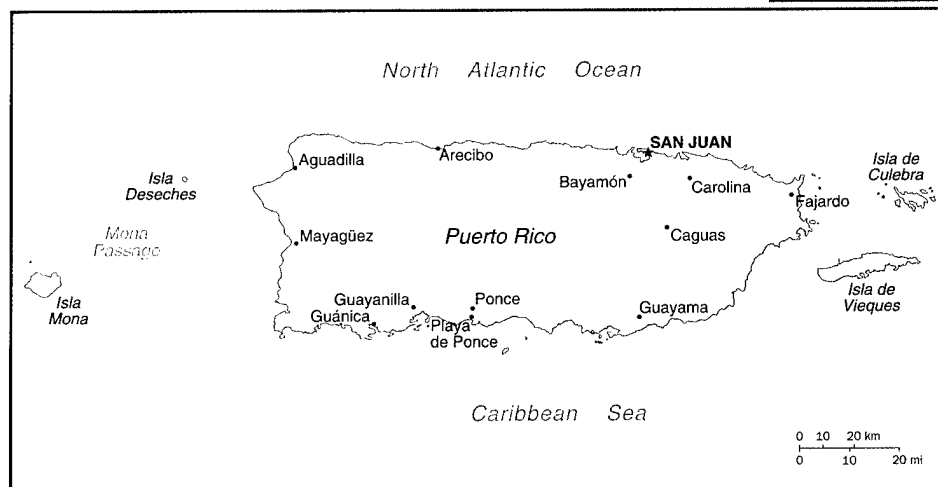 North Atlantic Ocean
SAN JUAN
Aguadilla
Arecibo
Isla de
Culebra
Isla
Deseches
Bayamón
Carolina
Fajardo
Mona
Passage
Mayagüez
Puerto Rico
Caguas
Isla
Mona
Isla de
Vieques
Guayanilla
Ponce
Guánica
Playa
de Ponce
Guayama
Caribbean Sea
0 10 20 km
0 10 20 mi